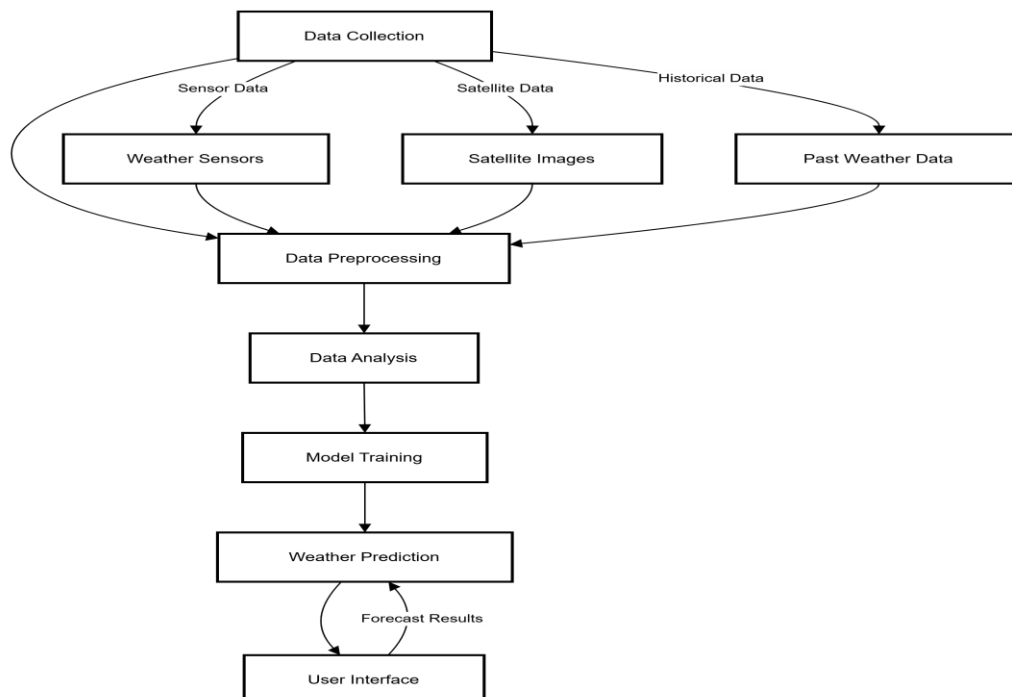 Data Collection
Sensor Data
Satellite Data
Historical Data
Weather Sensors
Satellite Images
Past Weather Data
Data Preprocessing
Data Analysis
Model Training
Weather Prediction
Forecast Results
User Interface